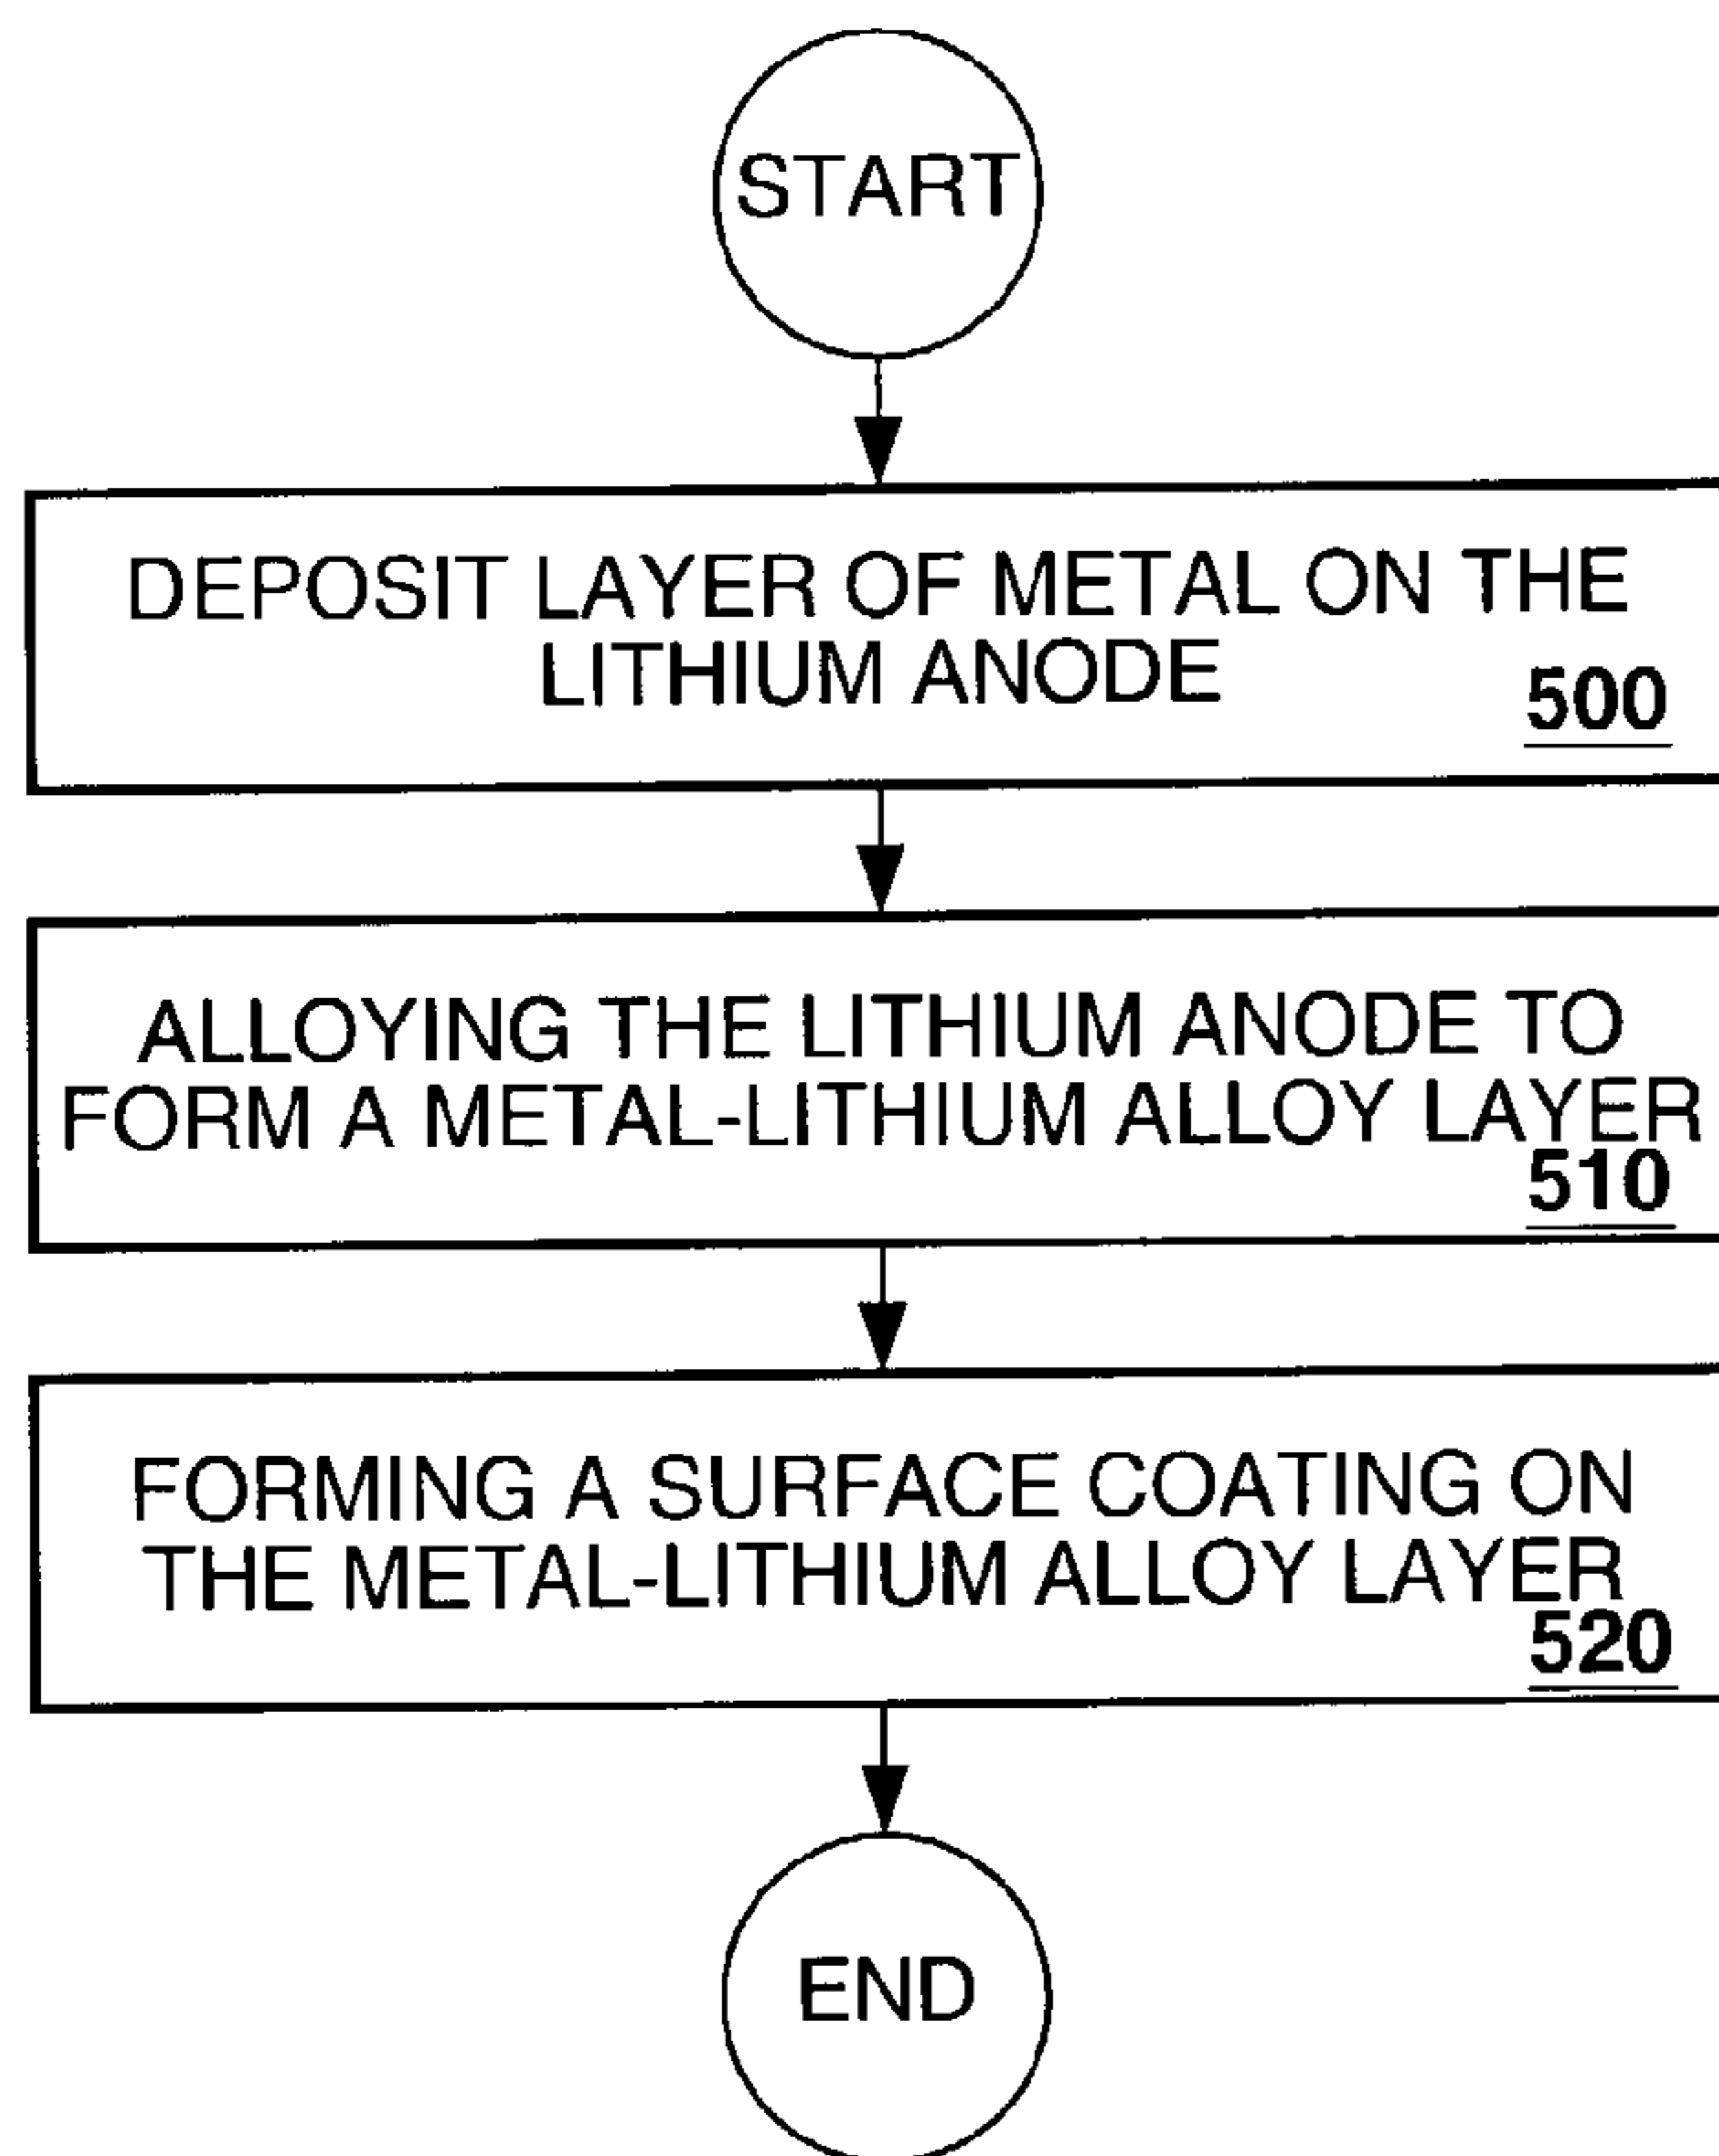 START
DEPOSIT LAYER OF METAL ON THE
LITHIUM ANODE
500
ALLOYING THE LITHIUM ANODE TO
FORM A METAL-LITHIUM ALLOY LAYER
510
FORMING A SURFACE COATING ON
THE METAL-LITHIUM ALLOY LAYER
520
END